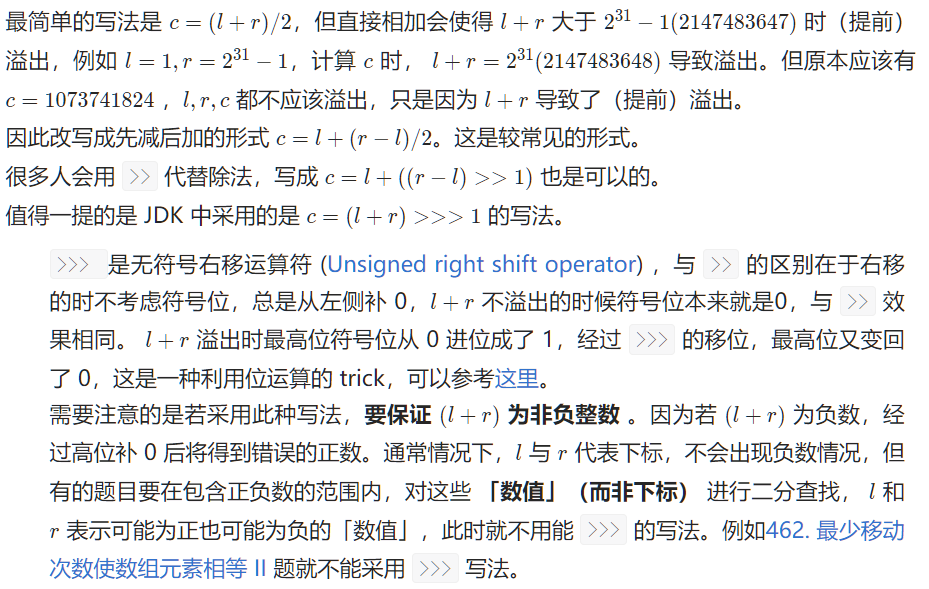 最简单的写法是 c = (l + r)/2，但直接相加会使得 l + r 大于 2³¹ − 1(2147483647) 时（提前）
溢出，例如 l = 1, r = 2³¹ − 1，计算 c 时， l + r = 2³¹(2147483648) 导致溢出。但原本应该有
c = 1073741824 ，l, r, c 都不应该溢出，只是因为 l + r 导致了（提前）溢出。
因此改写成先减后加的形式 c = l + (r − l)/2。这是较常见的形式。
很多人会用 >> 代替除法，写成 c = l + ((r − l) >> 1) 也是可以的。
值得一提的是 JDK 中采用的是 c = (l + r) >>> 1 的写法。
>>> 是无符号右移运算符 (Unsigned right shift operator) ，与 >> 的区别在于右移
的时不考虑符号位，总是从左侧补 0，l + r 不溢出的时候符号位本来就是0，与 >> 效
果相同。 l + r 溢出时最高位符号位从 0 进位成了 1，经过 >>> 的移位，最高位又变回
了 0，这是一种利用位运算的 trick，可以参考这里。
需要注意的是若采用此种写法，要保证 (l + r) 为非负整数 。因为若 (l + r) 为负数，经
过高位补 0 后将得到错误的正数。通常情况下，l 与 r 代表下标，不会出现负数情况，但
有的题目要在包含正负数的范围内，对这些 「数值」（而非下标） 进行二分查找， l 和
r 表示可能为正也可能为负的「数值」，此时就不用能 >>> 的写法。例如462. 最少移动
次数使数组元素相等 II 题就不能采用 >>> 写法。